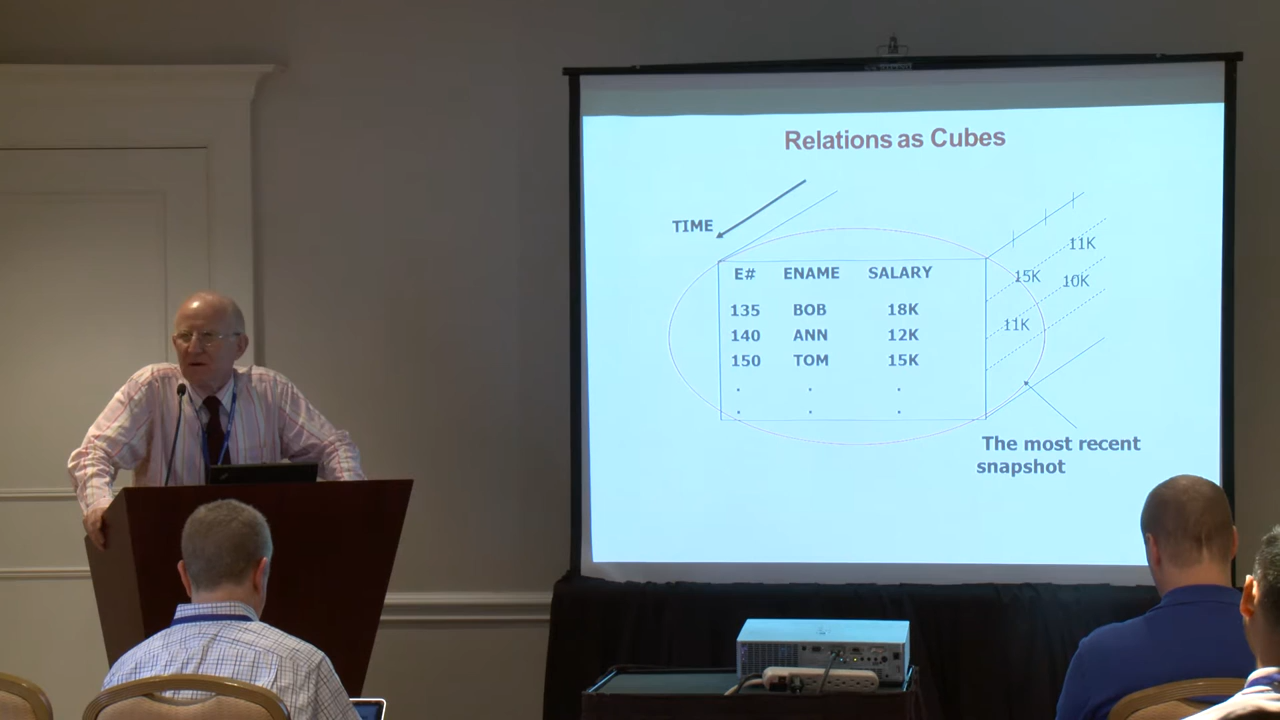 Relations as Cubes
TIME
11K
15K
10K
11K
E# ENAME SALARY
135 BOB 18K
140 ANN 12K
150 TOM 15K
. . .
. . .
The most recent
snapshot